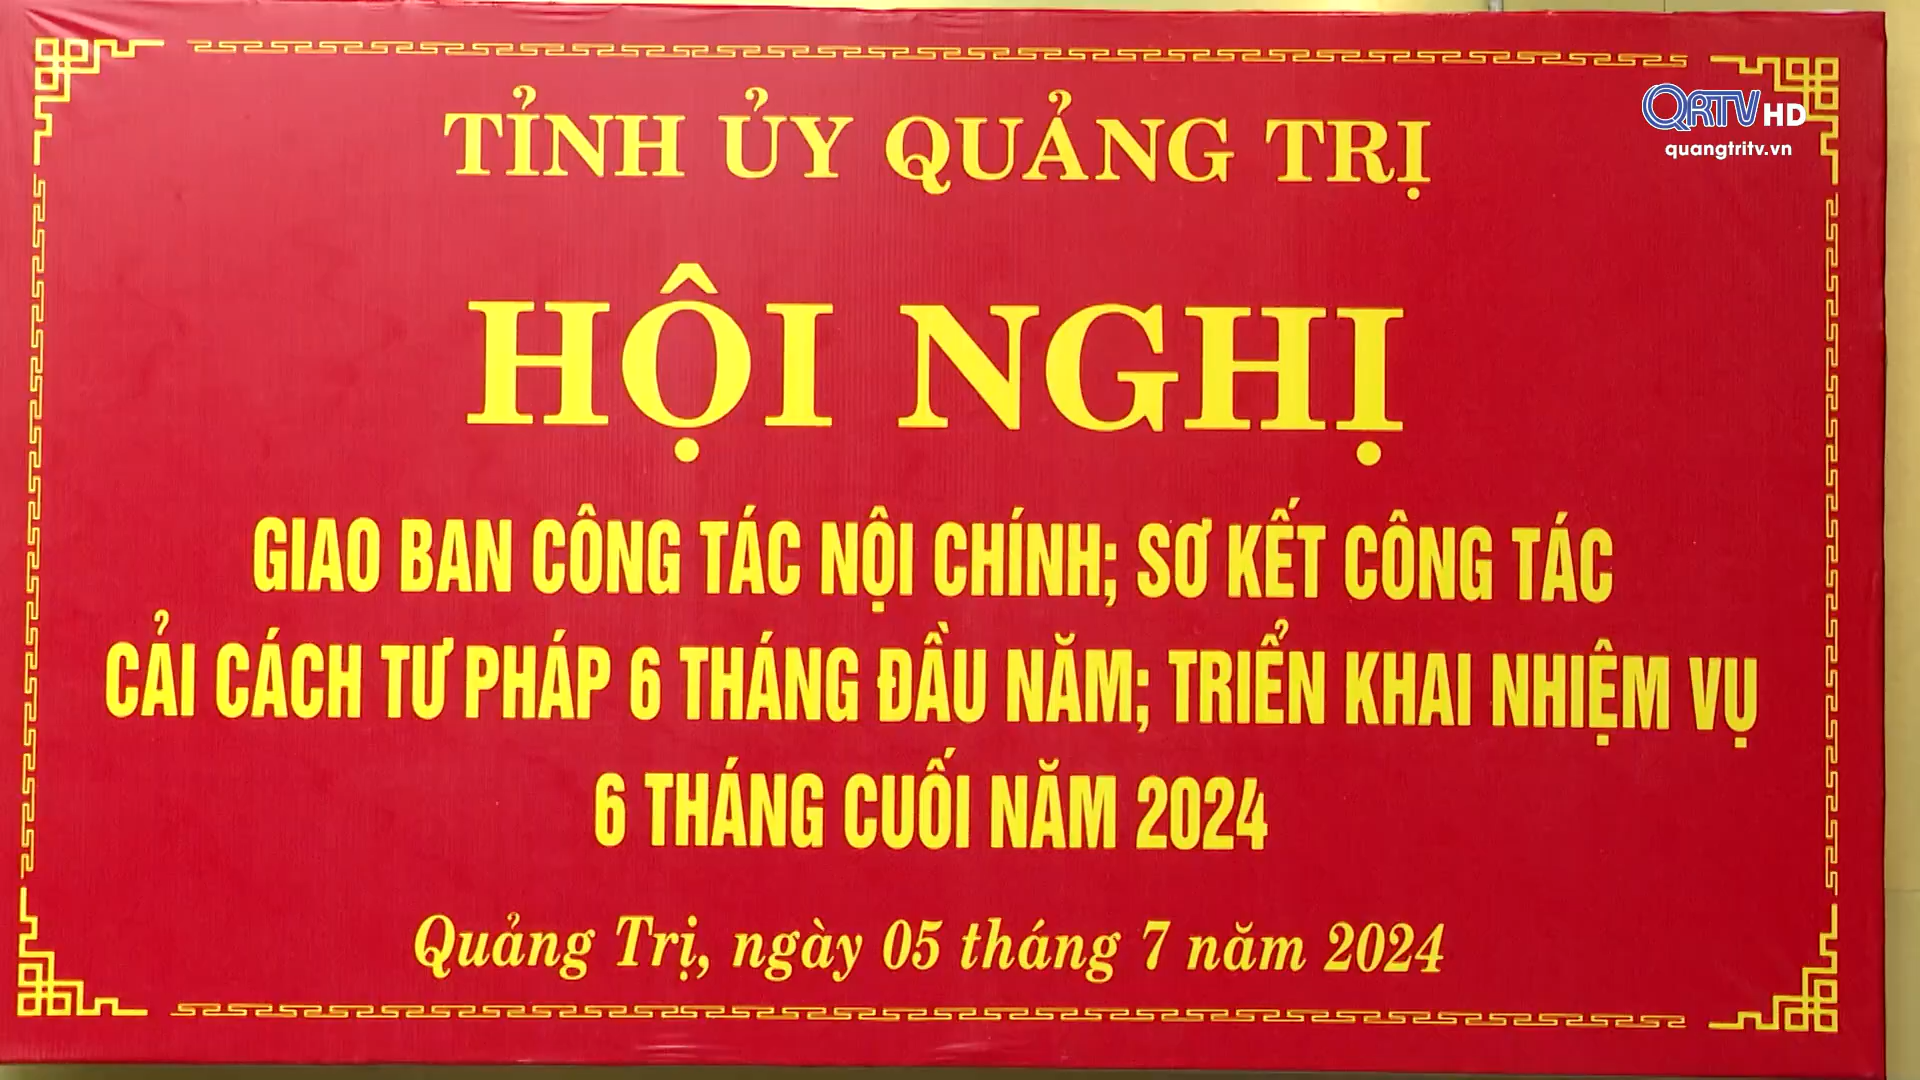 TỈNH ỦY QUẢNG TRỊ
QRTV HD
quangtritv.vn
HỘI NGHỊ
GIAO BAN CÔNG TÁC NỘI CHÍNH; SƠ KẾT CÔNG TÁC
CẢI CÁCH TƯ PHÁP 6 THÁNG ĐẦU NĂM; TRIỂN KHAI NHIỆM VỤ
6 THÁNG CUỐI NĂM 2024
Quảng Trị, ngày 05 tháng 7 năm 2024